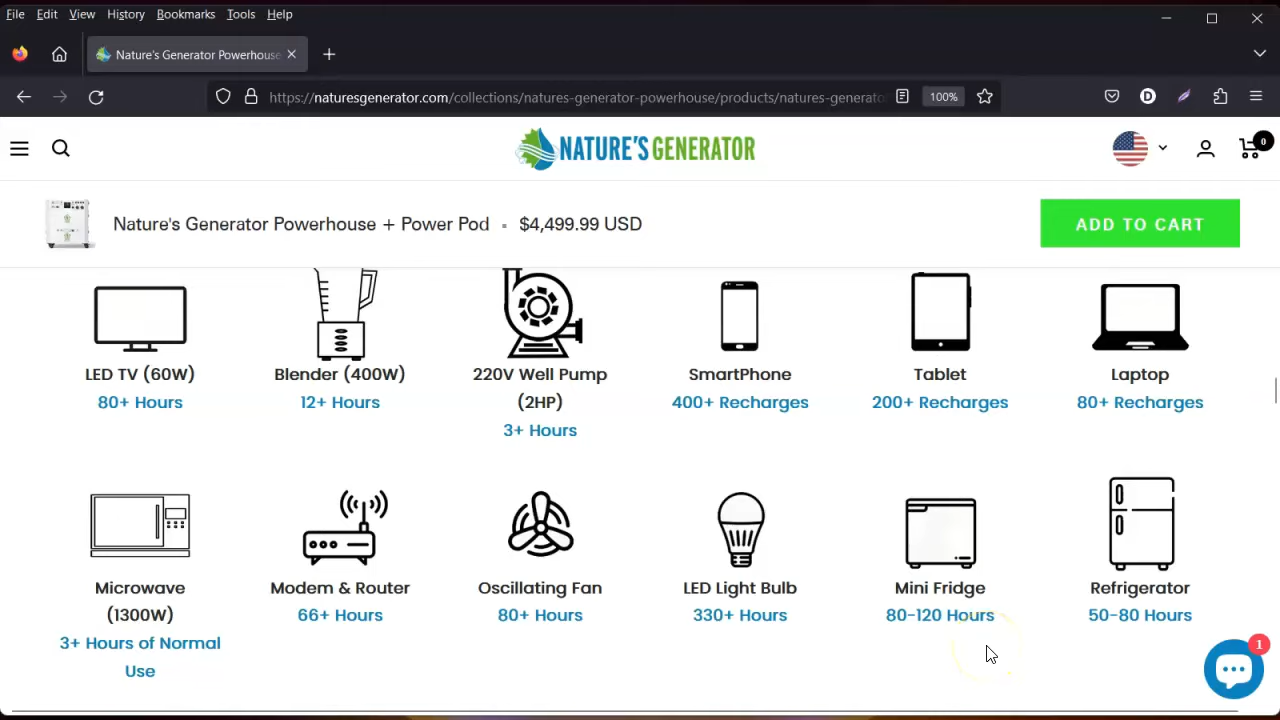 File Edit View History Bookmarks Tools Help
Nature's Generator Powerhouse
https://naturesgenerator.com/collections/natures-generator-powerhouse/products/natures-generato
100%
NATURE'S GENERATOR
0
Nature's Generator Powerhouse + Power Pod $4,499.99 USD
ADD TO CART
LED TV (60W)
80+ Hours
Blender (400W)
12+ Hours
220V Well Pump
(2HP)
3+ Hours
SmartPhone
400+ Recharges
Tablet
200+ Recharges
Laptop
80+ Recharges
Microwave
(1300W)
3+ Hours of Normal
Use
Modem & Router
66+ Hours
Oscillating Fan
80+ Hours
LED Light Bulb
330+ Hours
Mini Fridge
80-120 Hours
Refrigerator
50-80 Hours
1